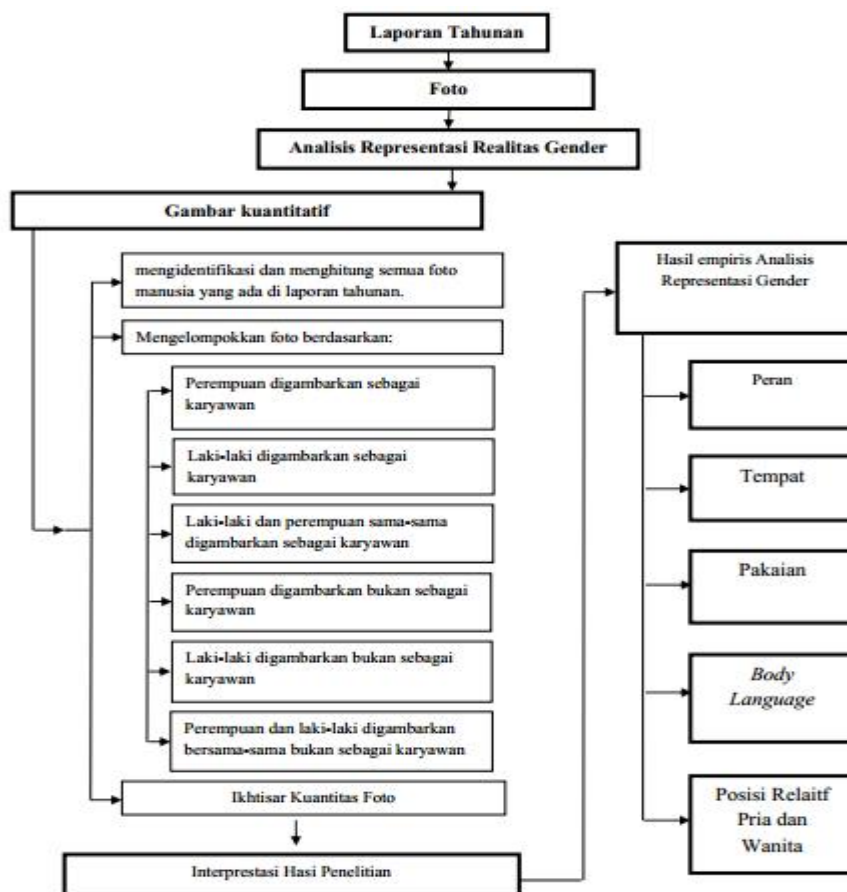 Laporan Tahunan
Foto
Analisis Representasi Realitas Gender
Gambar kuantitatif
mengidentifikasi dan menghitung semua foto
manusia yang ada di laporan tahunan.
Mengelompokkan foto berdasarkan:
Perempuan digambarkan sebagai
karyawan
Laki-laki digambarkan sebagai
karyawan
Laki-laki dan perempuan sama-sama
digambarkan sebagai karyawan
Perempuan digambarkan bukan sebagai
karyawan
Laki-laki digambarkan bukan sebagai
karyawan
Perempuan dan laki-laki digambarkan
bersama-sama bukan sebagai karyawan
Ikhtisar Kuantitas Foto
Interprestasi Hasi Penelitian
Hasil empiris Analisis
Representasi Gender
Peran
Tempat
Pakaian
Body
Language
Posisi Relaitf
Pria dan
Wanita